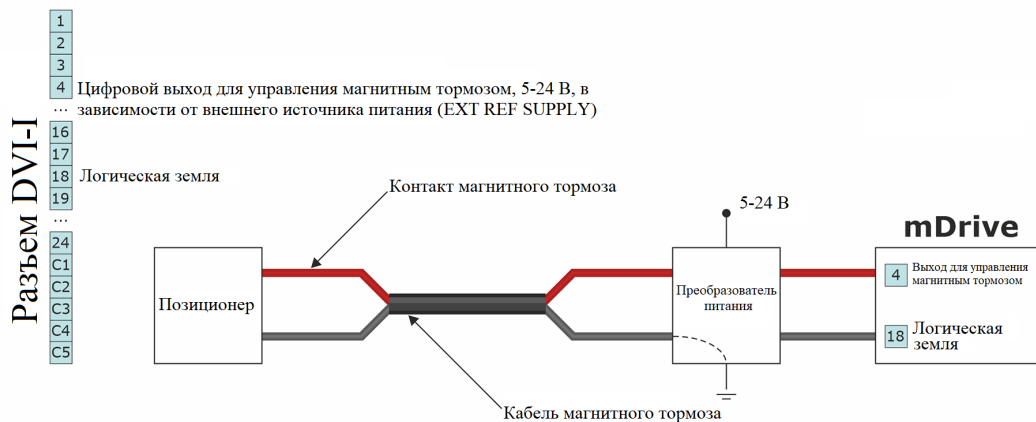 Разъем DVI-I
1
2
3
4
Цифровой выход для управления магнитным тормозом, 5-24 В, в
зависимости от внешнего источника питания (EXT REF SUPPLY)
...
16
17
18
Логическая земля
19
...
24
C1
C2
C3
C4
C5
Контакт магнитного тормоза
5-24 В
mDrive
Позиционер
Преобразователь
питания
4
Выход для управления
магнитным тормозом
18
Логическая
земля
Кабель магнитного тормоза